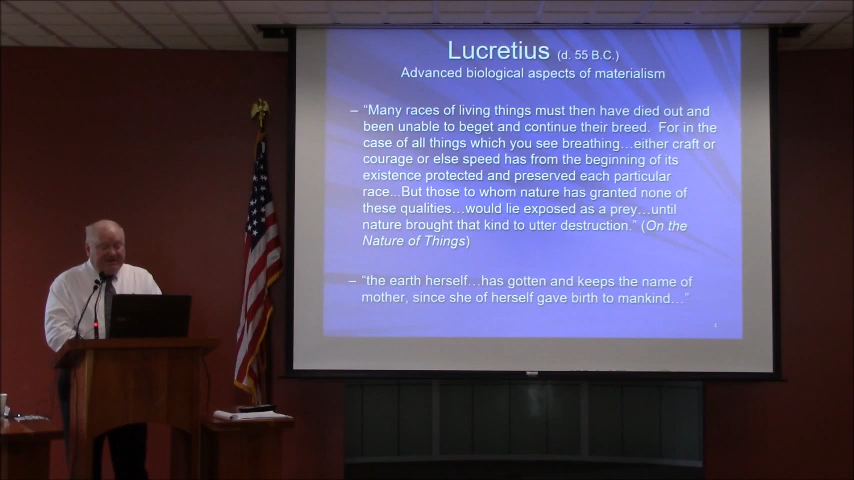 Lucretius (d. 55 B.C.)
Advanced biological aspects of materialism
– “Many races of living things must then have died out and
been unable to beget and continue their breed. For in the
case of all things which you see breathing…either craft or
courage or else speed has from the beginning of its
existence protected and preserved each particular
race...But those to whom nature has granted none of
these qualities…would lie exposed as a prey…until
nature brought that kind to utter destruction.” (On the
Nature of Things)
– “the earth herself…has gotten and keeps the name of
mother, since she of herself gave birth to mankind…”